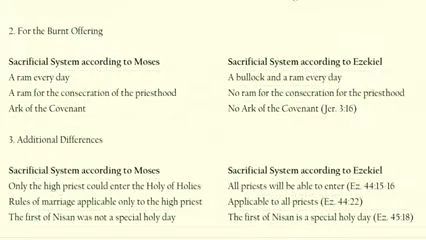 2. For the Burnt Offering
Sacrificial System according to Moses
A ram every day
A ram for the consecration of the priesthood
Ark of the Covenant
Sacrificial System according to Ezekiel
A bullock and a ram every day
No ram for the consecration for the priesthood
No Ark of the Covenant (Jer. 3:16)
3. Additional Differences
Sacrificial System according to Moses
Only the high priest could enter the Holy of Holies
Rules of marriage applicable only to the high priest
The first of Nisan was not a special holy day
Sacrificial System according to Ezekiel
All priests will be able to enter (Ez. 44:15-16
Applicable to all priests (Ez. 44:22)
The first of Nisan is a special holy day (Ez. 45:18)